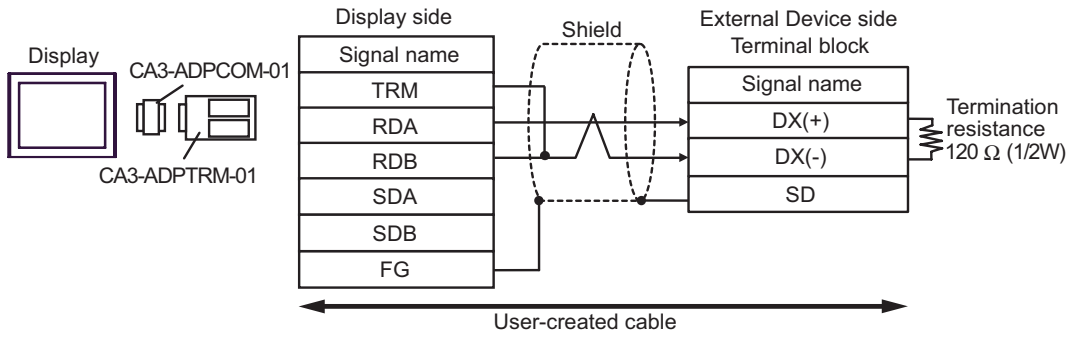 Display
CA3-ADPCOM-01
CA3-ADPTRM-01
Display side
Signal name
TRM
RDA
RDB
SDA
SDB
FG
Shield
External Device side
Terminal block
Signal name
DX(+)
DX(-)
SD
Termination
resistance
120 Ω (1/2W)
User-created cable